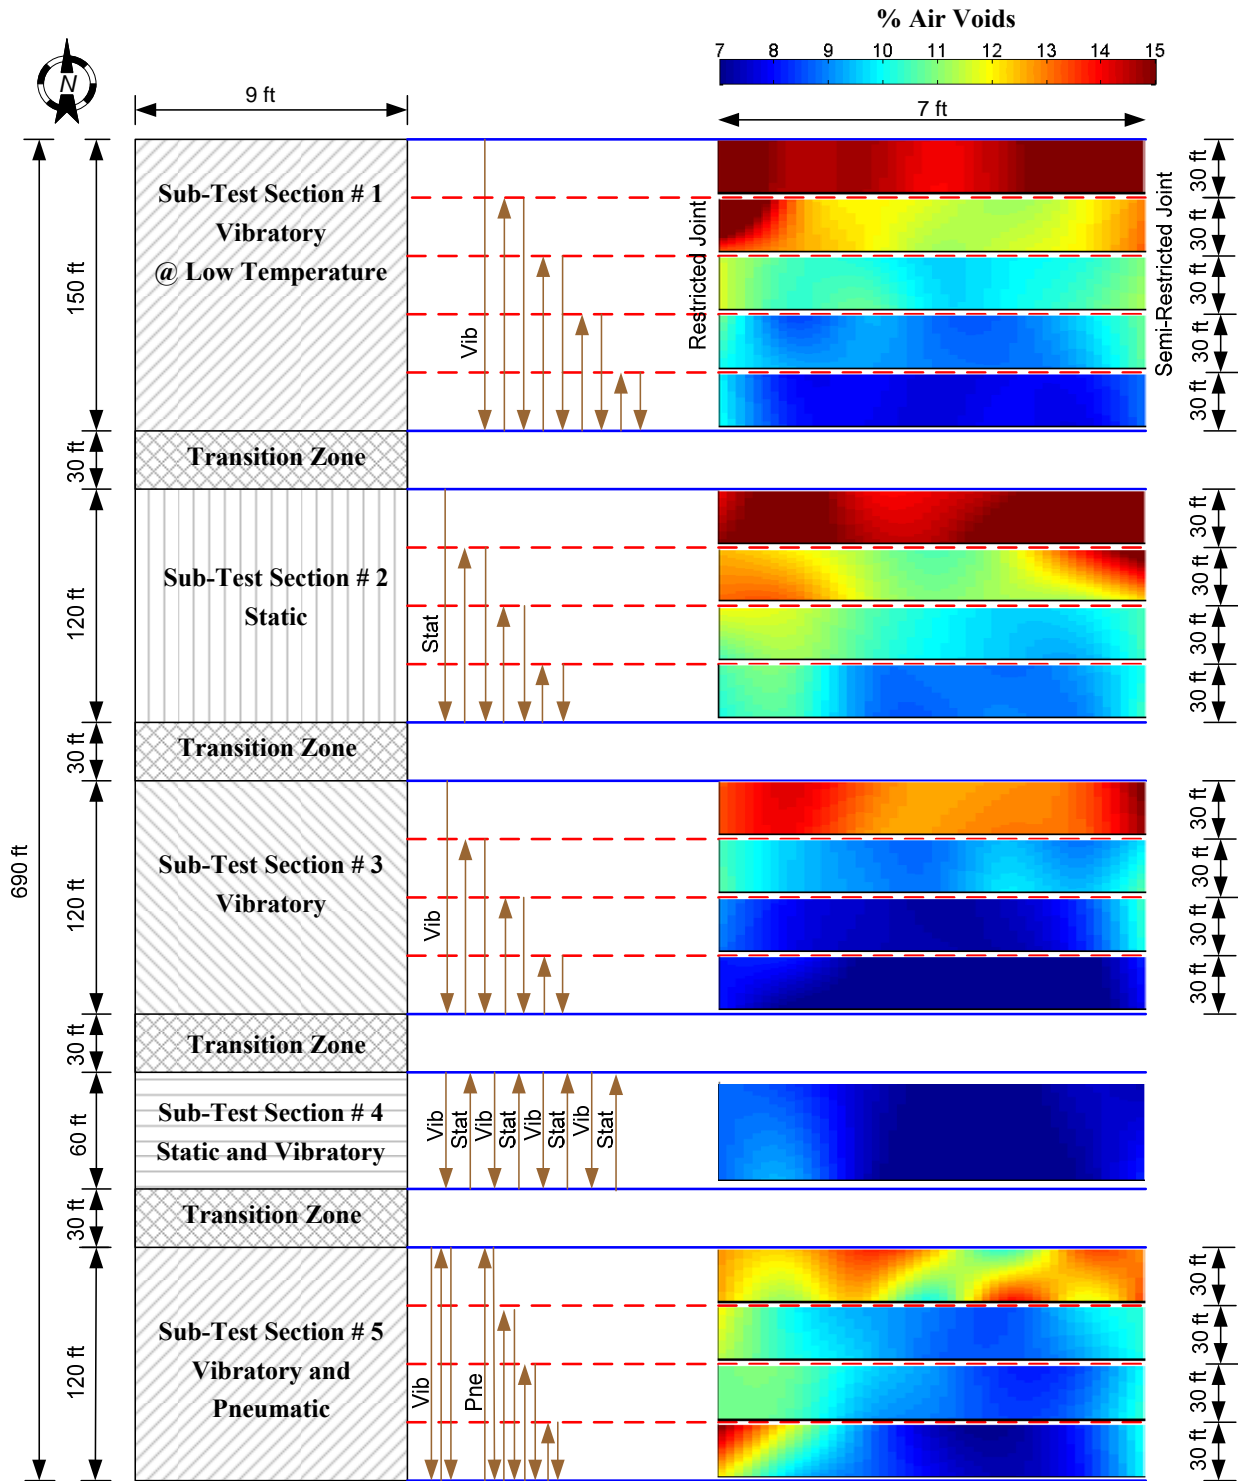 % Air Voids
7 8 9 10 11 12 13 14 15
N
9 ft
7 ft
690 ft
150 ft
Sub-Test Section # 1
Vibratory
@ Low Temperature
Vib
Restricted Joint
Semi-Restricted Joint
30 ft
30 ft
30 ft
30 ft
30 ft
30 ft
Transition Zone
120 ft
Sub-Test Section # 2
Static
Stat
30 ft
30 ft
30 ft
30 ft
30 ft
Transition Zone
120 ft
Sub-Test Section # 3
Vibratory
Vib
30 ft
30 ft
30 ft
30 ft
30 ft
Transition Zone
60 ft
Sub-Test Section # 4
Static and Vibratory
Vib Stat Vib Stat Vib Stat Vib Stat
30 ft
Transition Zone
120 ft
Sub-Test Section # 5
Vibratory and
Pneumatic
Vib
Pne
30 ft
30 ft
30 ft
30 ft